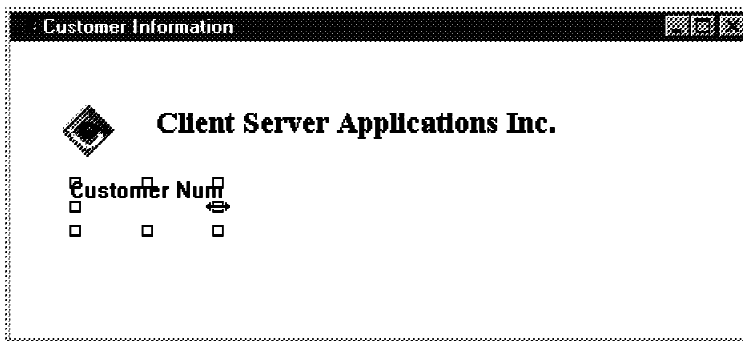 Customer Information
Client Server Applications Inc.
Customer Num